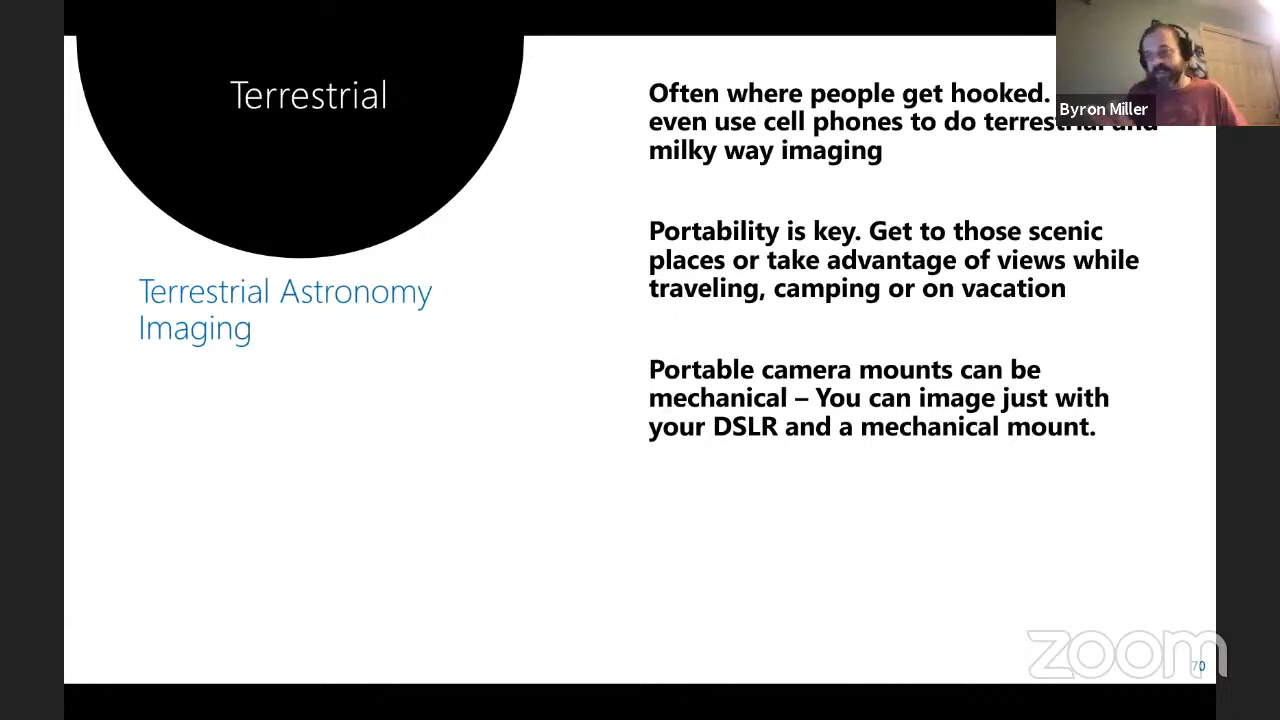 Terrestrial
Terrestrial Astronomy
Imaging
Often where people get hooked.
even use cell phones to do terrestrial and
milky way imaging
Portability is key. Get to those scenic
places or take advantage of views while
traveling, camping or on vacation
Portable camera mounts can be
mechanical – You can image just with
your DSLR and a mechanical mount.
Byron Miller
zoom
70